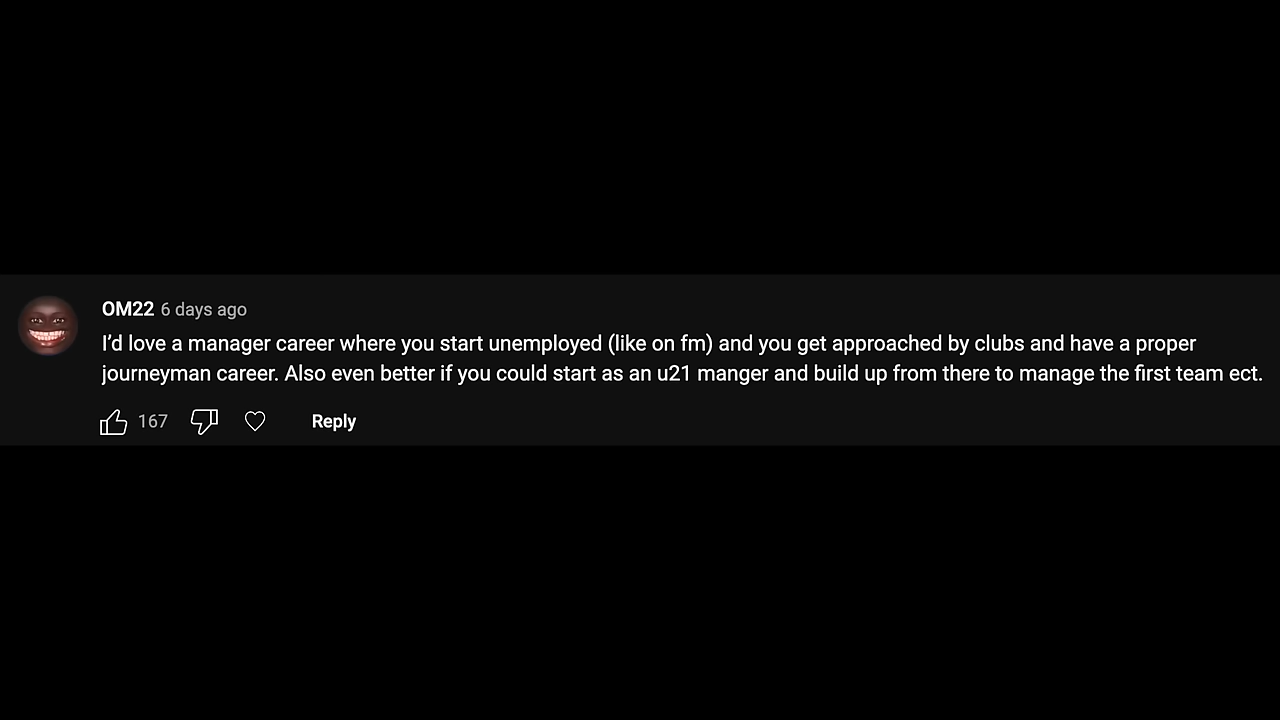 OM22 6 days ago
I’d love a manager career where you start unemployed (like on fm) and you get approached by clubs and have a proper
journeyman career. Also even better if you could start as an u21 manger and build up from there to manage the first team ect.
167 Reply